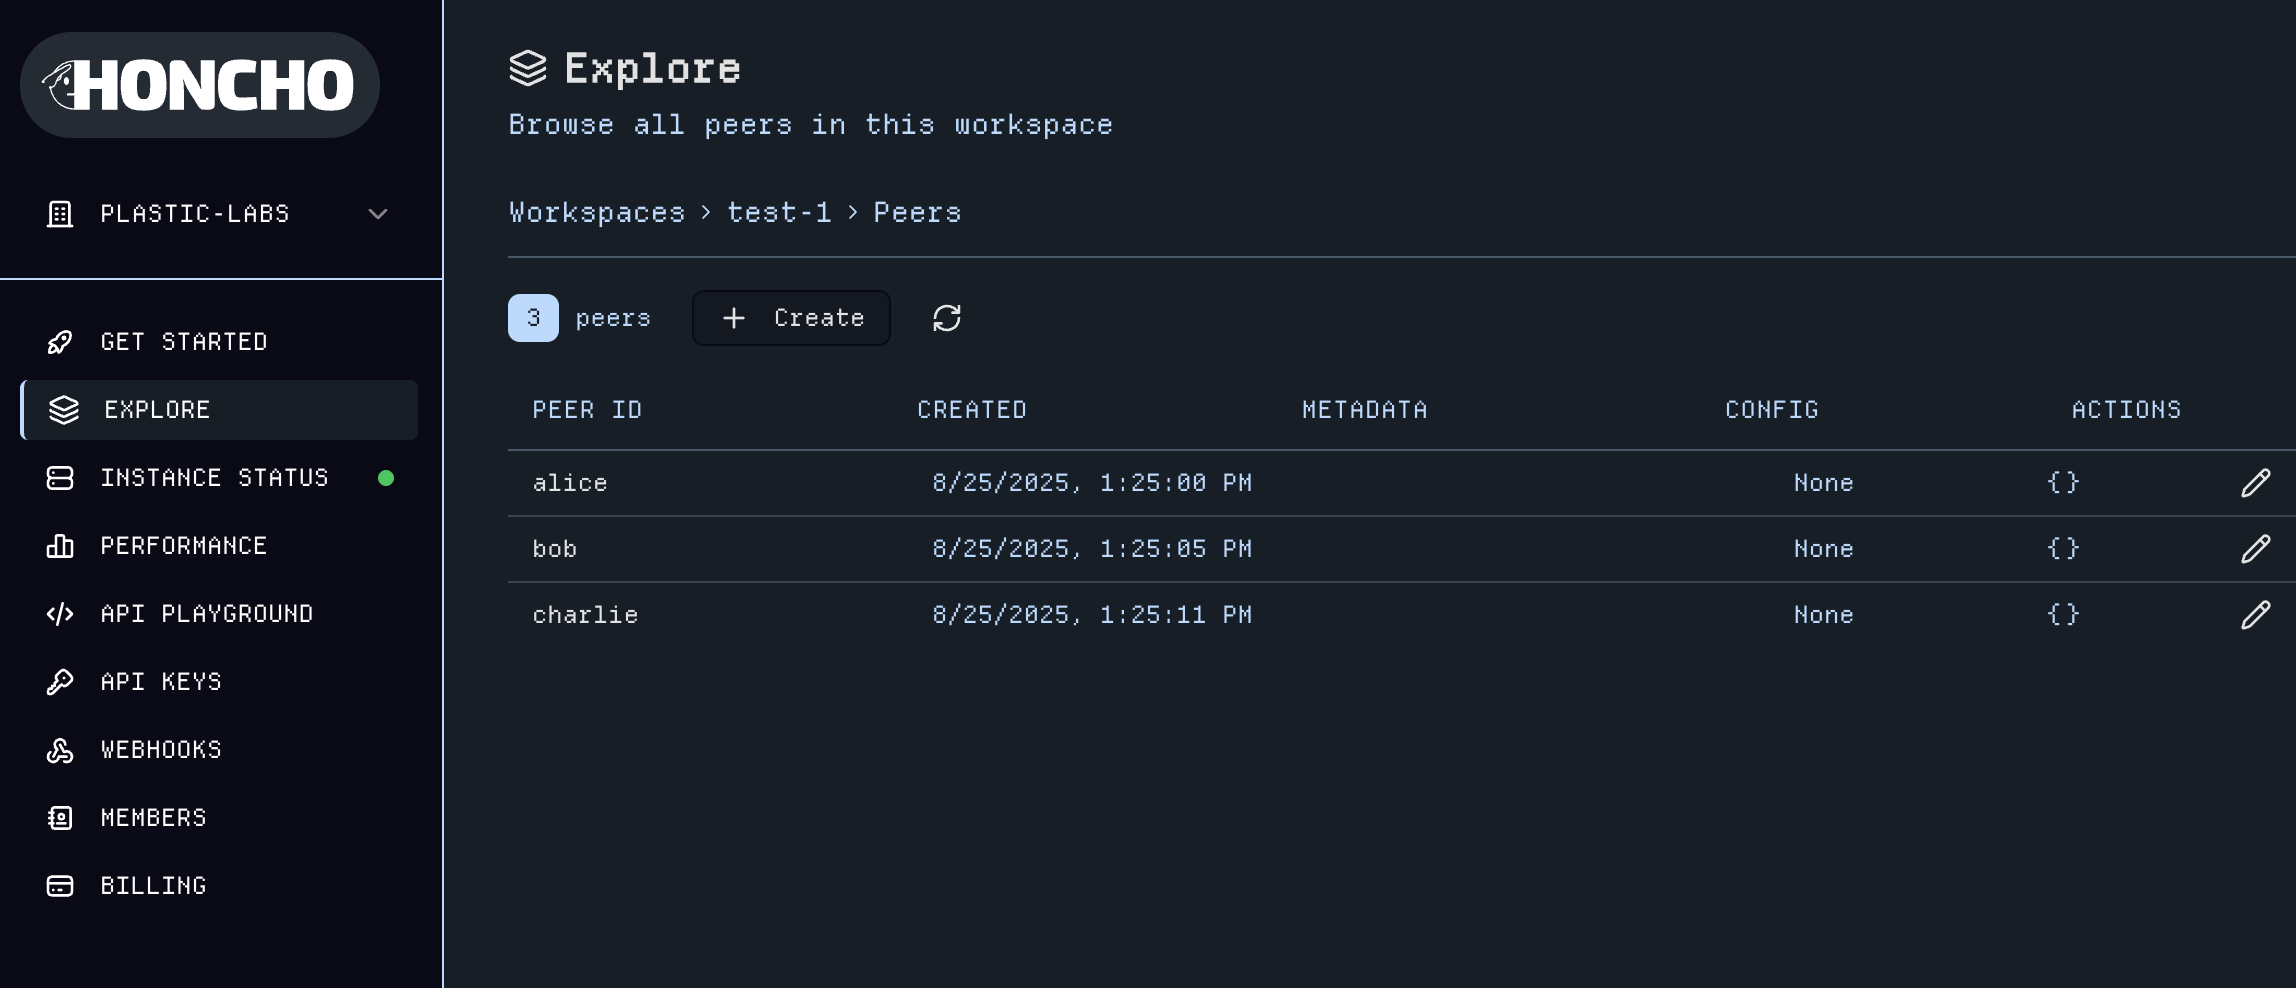 HONCHO
PLASTIC-LABS
GET STARTED
EXPLORE
INSTANCE STATUS
PERFORMANCE
API PLAYGROUND
API KEYS
WEBHOOKS
MEMBERS
BILLING
Explore
Browse all peers in this workspace
Workspaces > test-1 > Peers
3 peers + Create
PEER ID CREATED METADATA CONFIG ACTIONS
alice 8/25/2025, 1:25:00 PM None {}
bob 8/25/2025, 1:25:05 PM None {}
charlie 8/25/2025, 1:25:11 PM None {}